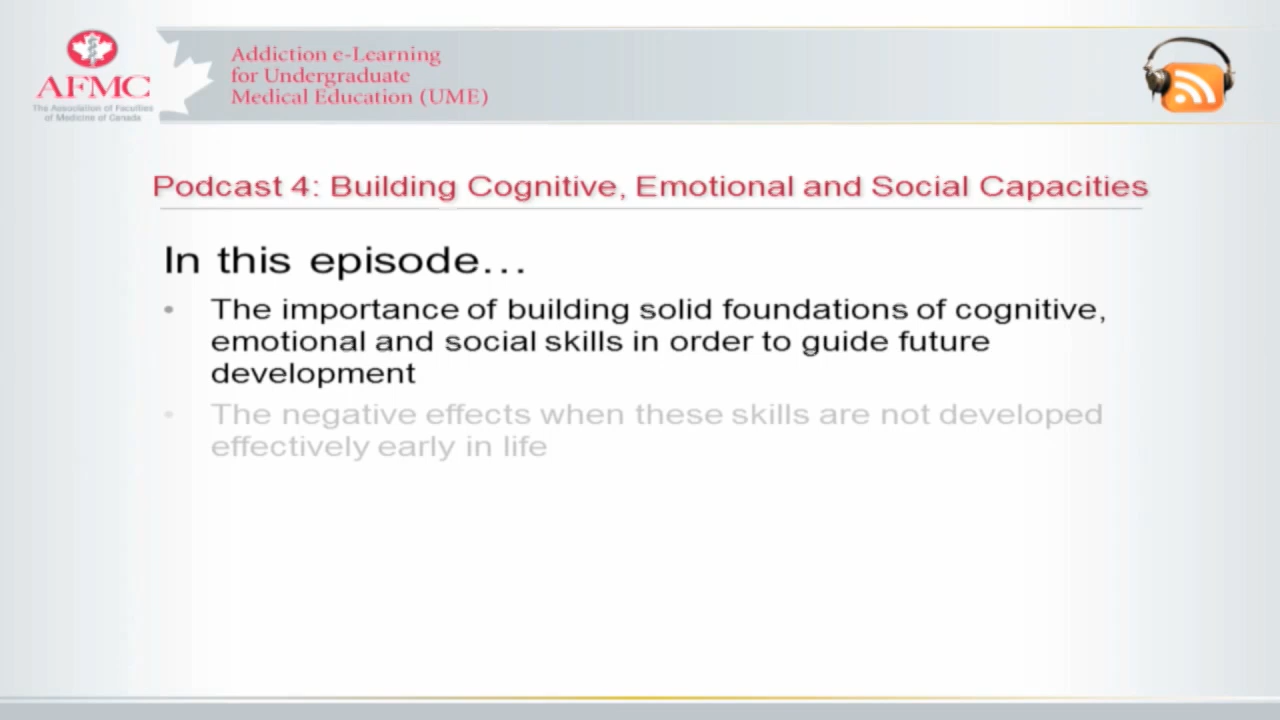 AFMC
The Association of Faculties
of Medicine of Canada
Addiction e-Learning
for Undergraduate
Medical Education (UME)
Podcast 4: Building Cognitive, Emotional and Social Capacities
In this episode…
• The importance of building solid foundations of cognitive,
emotional and social skills in order to guide future
development
• The negative effects when these skills are not developed
effectively early in life